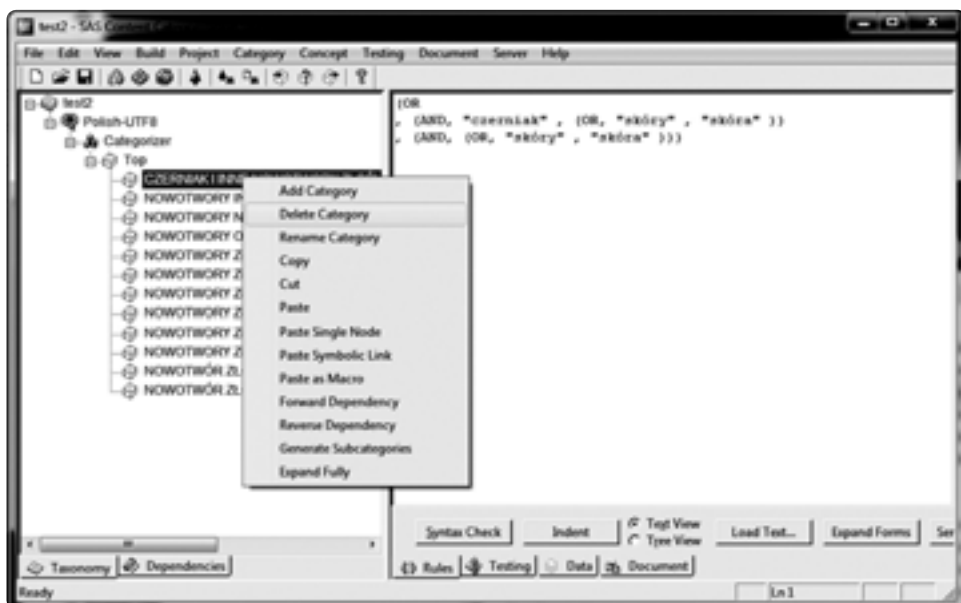 test2 - SAS Content
File Edit View Build Project Category Concept Testing Document Server Help
test2
Polish-UTF8
Categorizer
Top
CZERNIAK I INNE
NOWOTWORY
NOWOTWORY
NOWOTWORY
NOWOTWORY
NOWOTWORY
NOWOTWORY
NOWOTWORY
NOWOTWORY
NOWOTWORY
NOWOTWÓR
NOWOTWÓR
Add Category
Delete Category
Rename Category
Copy
Cut
Paste
Paste Single Node
Paste Symbolic Link
Paste as Macro
Forward Dependency
Reverse Dependency
Generate Subcategories
Expand Fully
(OR
, (AND, "czerniak" , (OR, "skóry" , "skóra" ))
, (AND, (OR, "skóry" , "skóra" )))
Syntax Check Indent Text View Tree View Load Text... Expand Forms Ser
Taxonomy Dependencies
Rules Testing Data Document
Ready Ln 1